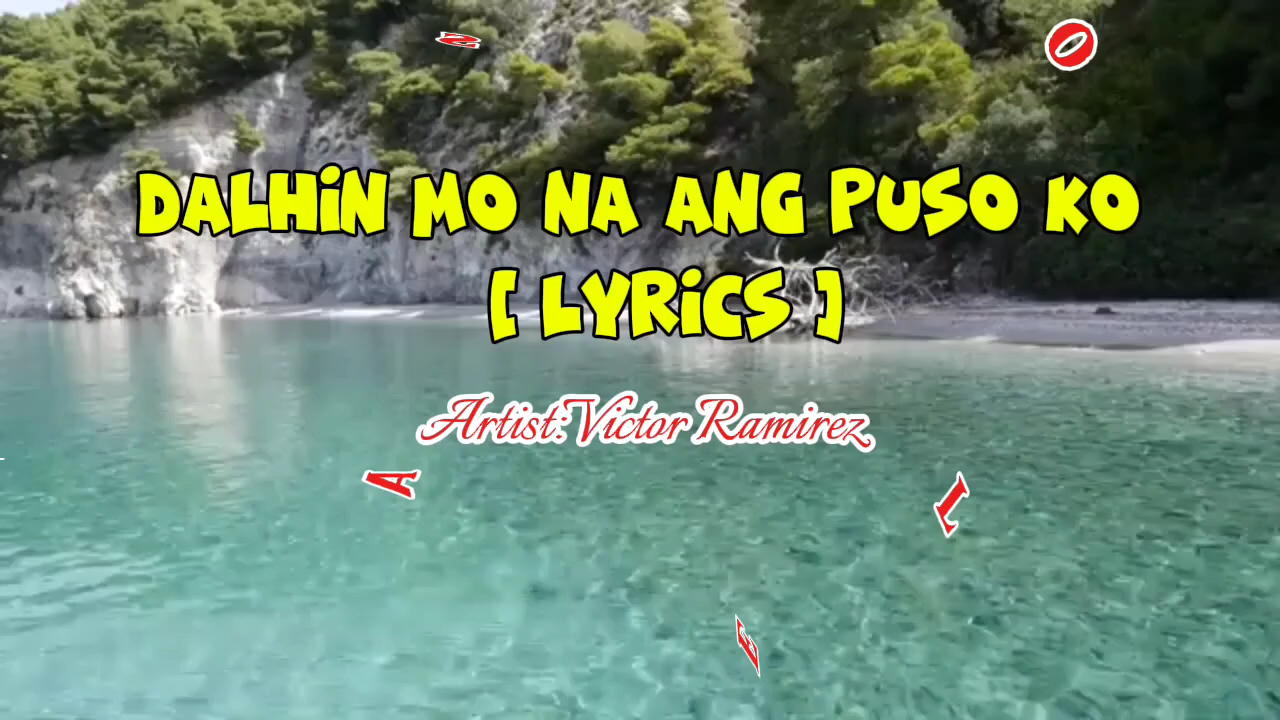 DALHiN MO NA ANG PUSO KO
[ LYRiCS ]
Artist:Victor Ramirez